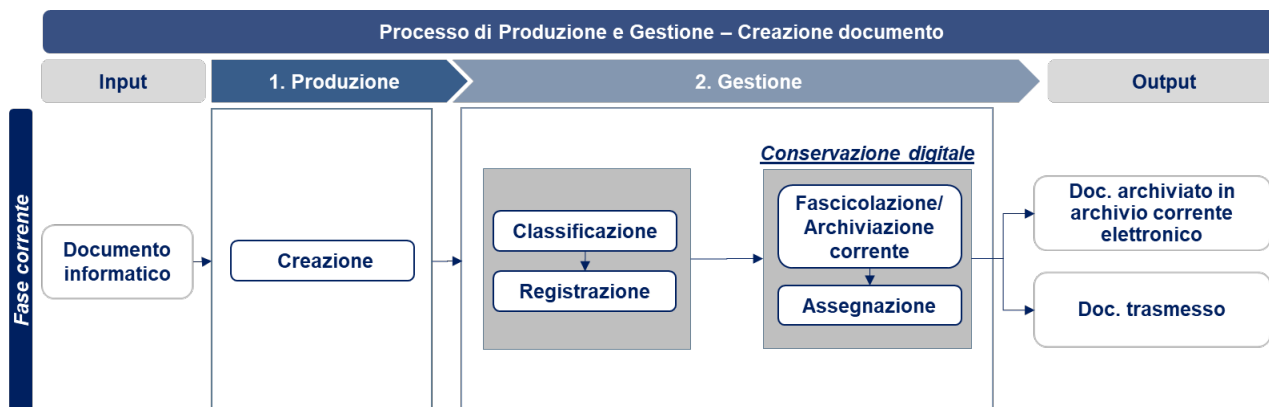 Processo di Produzione e Gestione – Creazione documento
Input
1. Produzione
2. Gestione
Output
Fase corrente
Documento
informatico
Creazione
Classificazione
Registrazione
Conservazione digitale
Fascicolazione/
Archiviazione
corrente
Assegnazione
Doc. archiviato in
archivio corrente
elettronico
Doc. trasmesso